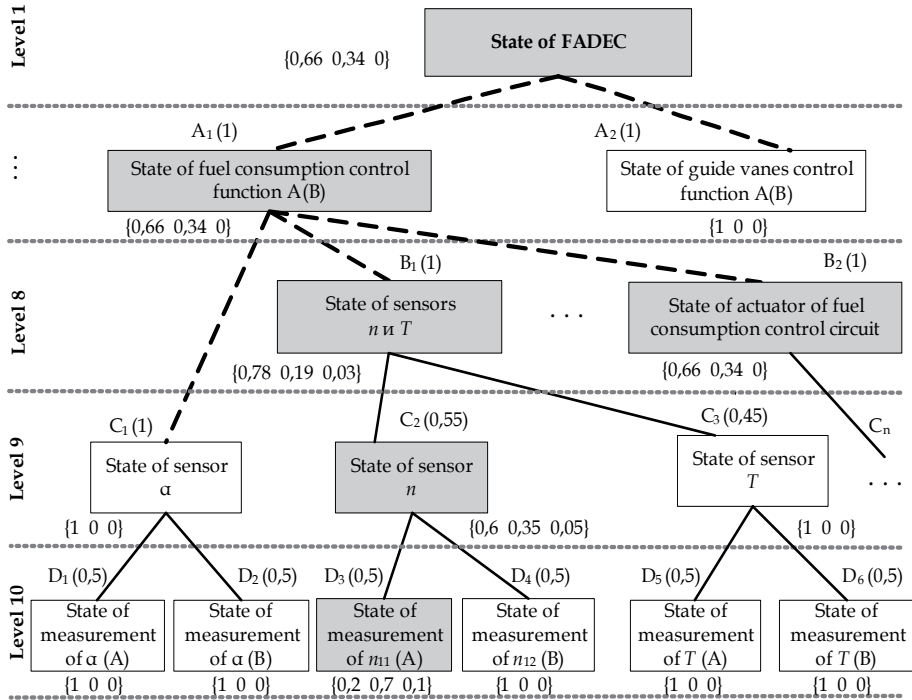 Level 1
State of FADEC
{0,66 0,34 0}
A1 (1)
A2 (1)
. . .
State of fuel consumption control
function A(B)
State of guide vanes control
function A(B)
{0,66 0,34 0}
{1 0 0}
Level 8
B1 (1)
B2 (1)
State of sensors
n и T
. . .
State of actuator of fuel
consumption control circuit
{0,78 0,19 0,03}
{0,66 0,34 0}
Level 9
C1 (1)
C2 (0,55)
C3 (0,45)
Cn
State of sensor
α
State of sensor
n
State of sensor
T
. . .
{1 0 0}
{0,6 0,35 0,05}
{1 0 0}
Level 10
D1 (0,5)
D2 (0,5)
D3 (0,5)
D4 (0,5)
D5 (0,5)
D6 (0,5)
State of
measurement
of α (A)
State of
measurement
of α (B)
State of
measurement
of n11 (A)
State of
measurement
of n12 (B)
State of
measurement
of T (A)
State of
measurement
of T (B)
{1 0 0}
{1 0 0}
{0,2 0,7 0,1}
{1 0 0}
{1 0 0}
{1 0 0}